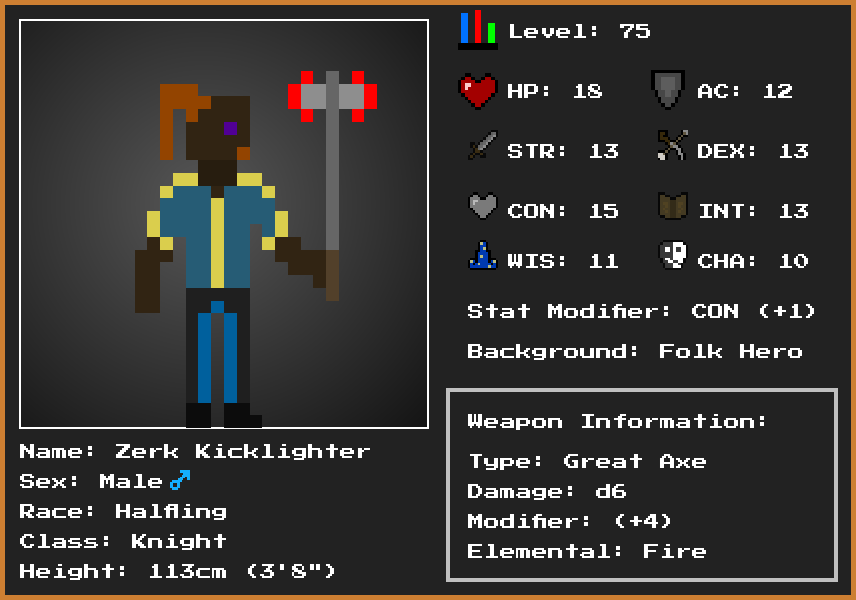 Level: 75
HP: 18 AC: 12
STR: 13 DEX: 13
CON: 15 INT: 13
WIS: 11 CHA: 10
Stat Modifier: CON (+1)
Background: Folk Hero
Weapon Information:
Type: Great Axe
Damage: d6
Modifier: (+4)
Elemental: Fire
Name: Zerk Kicklighter
Sex: Male ♂
Race: Halfling
Class: Knight
Height: 113cm (3'8")